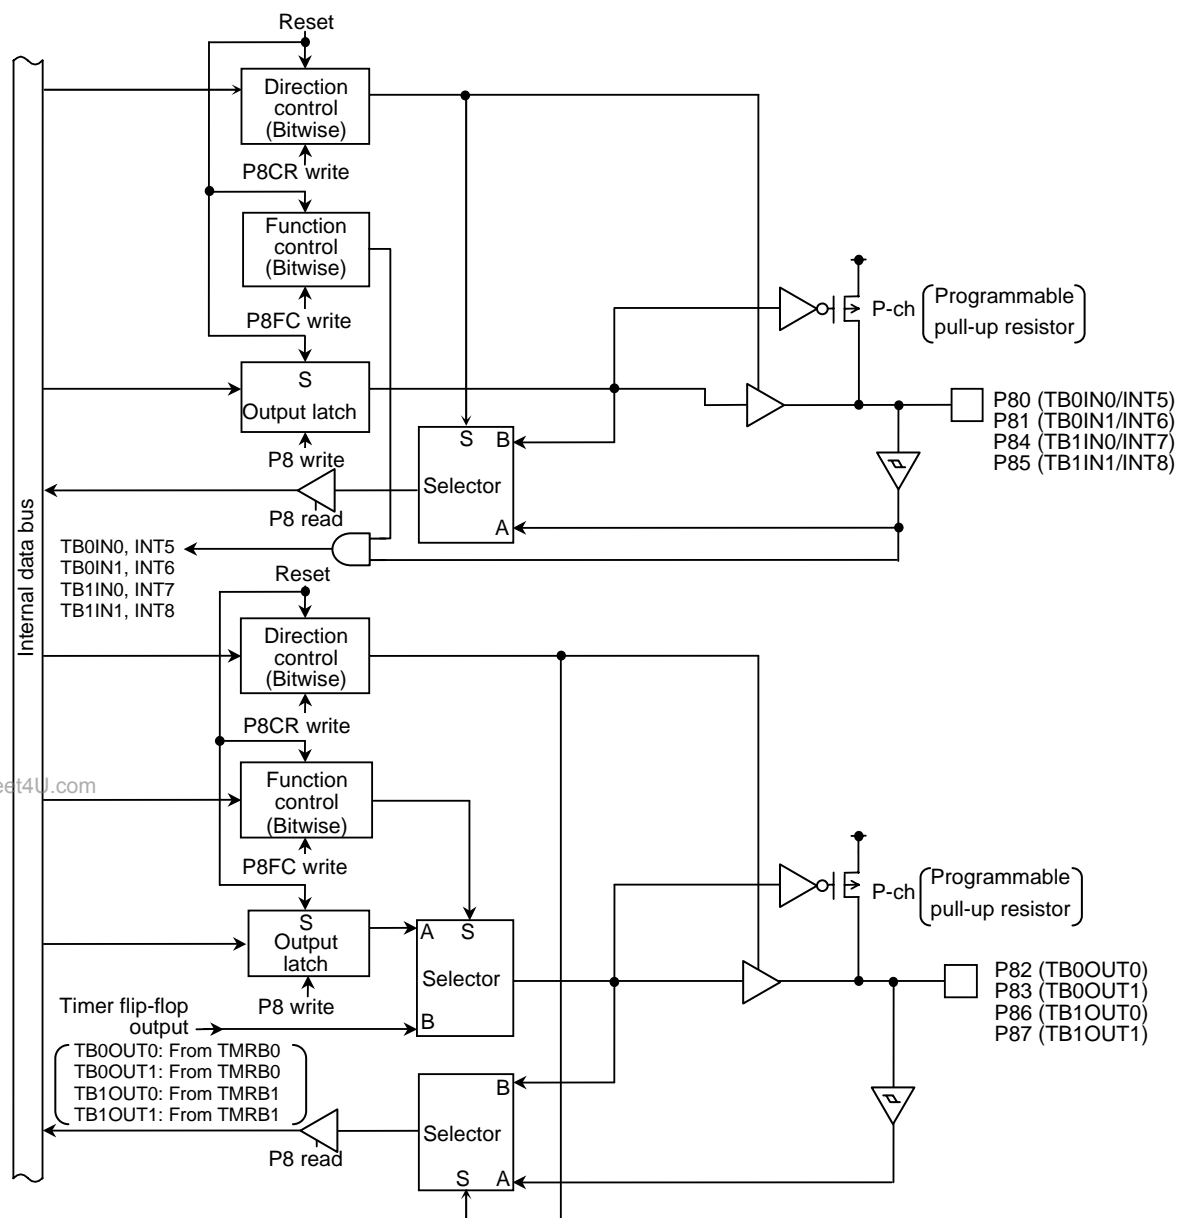 Reset
Direction
control
(Bitwise)
P8CR write
Function
control
(Bitwise)
P8FC write
P-ch
Programmable
pull-up resistor
S
Output latch
P8 write
S B
Selector
A
P8 read
P80 (TB0IN0/INT5)
P81 (TB0IN1/INT6)
P84 (TB1IN0/INT7)
P85 (TB1IN1/INT8)
Internal data bus
TB0IN0, INT5
TB0IN1, INT6
TB1IN0, INT7
TB1IN1, INT8
Reset
Direction
control
(Bitwise)
P8CR write
eet4U.com
Function
control
(Bitwise)
P8FC write
P-ch
Programmable
pull-up resistor
S
Output
latch
P8 write
A S
Selector
B
Timer flip-flop
output
TB0OUT0: From TMRB0
TB0OUT1: From TMRB0
TB1OUT0: From TMRB1
TB1OUT1: From TMRB1
P82 (TB0OUT0)
P83 (TB0OUT1)
P86 (TB1OUT0)
P87 (TB1OUT1)
B
Selector
S A
P8 read